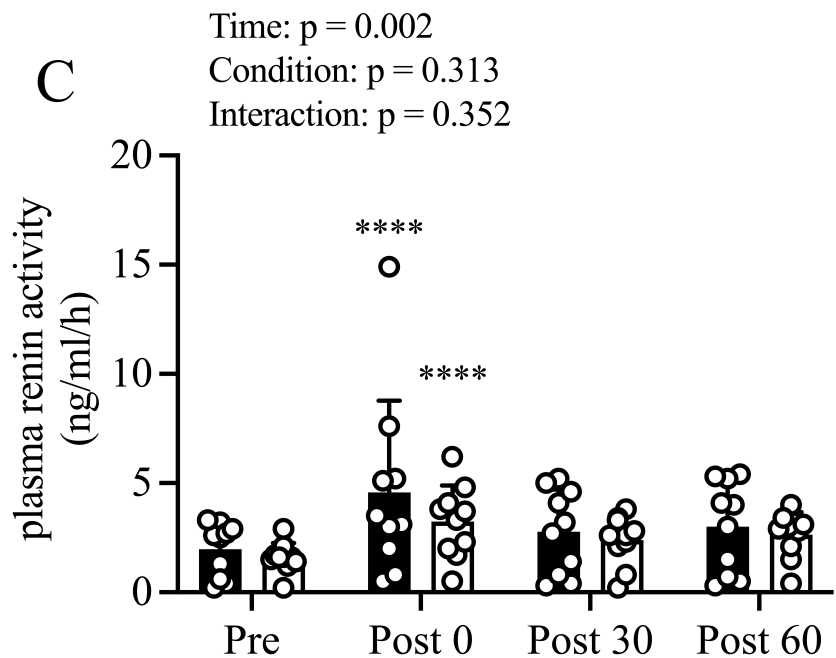 Time: p = 0.002
C
Condition: p = 0.313
Interaction: p = 0.352
plasma renin activity
(ng/ml/h)
20
15
10
5
0
****
****
Pre
Post 0
Post 30
Post 60